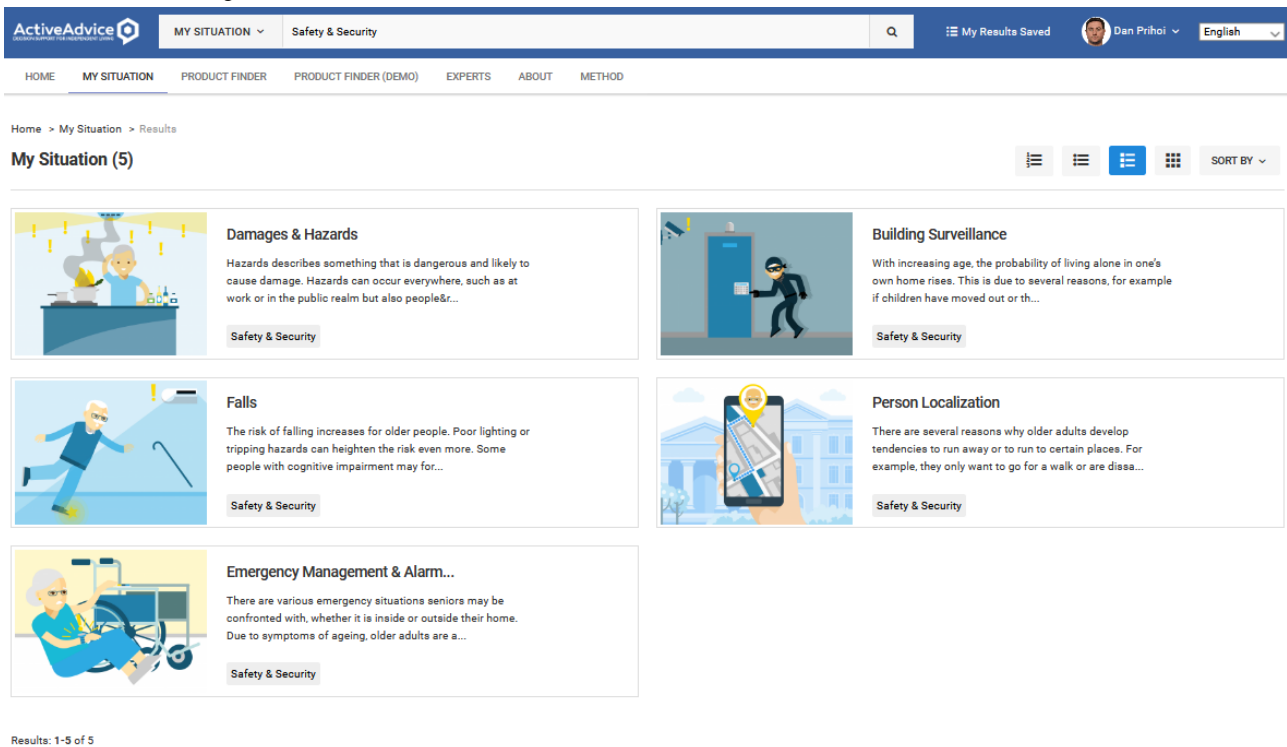 ActiveAdvice
DECISION SUPPORT FOR INDEPENDENT LIVING
MY SITUATION
Safety & Security
My Results Saved
Dan Prihoi
English
HOME MY SITUATION PRODUCT FINDER PRODUCT FINDER (DEMO) EXPERTS ABOUT METHOD
Home > My Situation > Results
My Situation (5)
SORT BY
Damages & Hazards
Hazards describes something that is dangerous and likely to
cause damage. Hazards can occur everywhere, such as at
work or in the public realm but also people&r...
Safety & Security
Building Surveillance
With increasing age, the probability of living alone in one's
own home rises. This is due to several reasons, for example
if children have moved out or th...
Safety & Security
Falls
The risk of falling increases for older people. Poor lighting or
tripping hazards can heighten the risk even more. Some
people with cognitive impairment may for...
Safety & Security
Person Localization
There are several reasons why older adults develop
tendencies to run away or to run to certain places. For
example, they only want to go for a walk or are dissa...
Safety & Security
Emergency Management & Alarm...
There are various emergency situations seniors may be
confronted with, whether it is inside or outside their home.
Due to symptoms of ageing, older adults are a...
Safety & Security
Results: 1-5 of 5